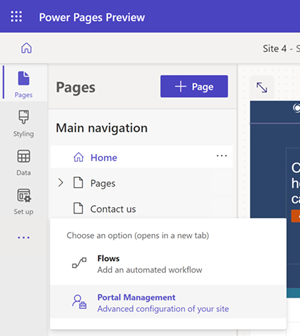 Power Pages Preview
Site 4 - S
Pages
Styling
Data
Set up
Pages
+ Page
Main navigation
Home
Pages
Contact us
Choose an option (opens in a new tab)
Flows
Add an automated workflow
Portal Management
Advanced configuration of your site
C
h
ca